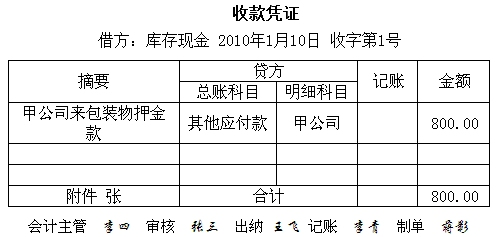 收款凭证
借方：库存现金 2010年1月10日 收字第1号
摘要 贷方 记账 金额
总账科目 明细科目
甲公司来包装物押金款 其他应付款 甲公司 800.00
附件 张 合计 800.00
会计主管 李四 审核 张三 出纳 王飞 记账 李青 制单 蒋彰